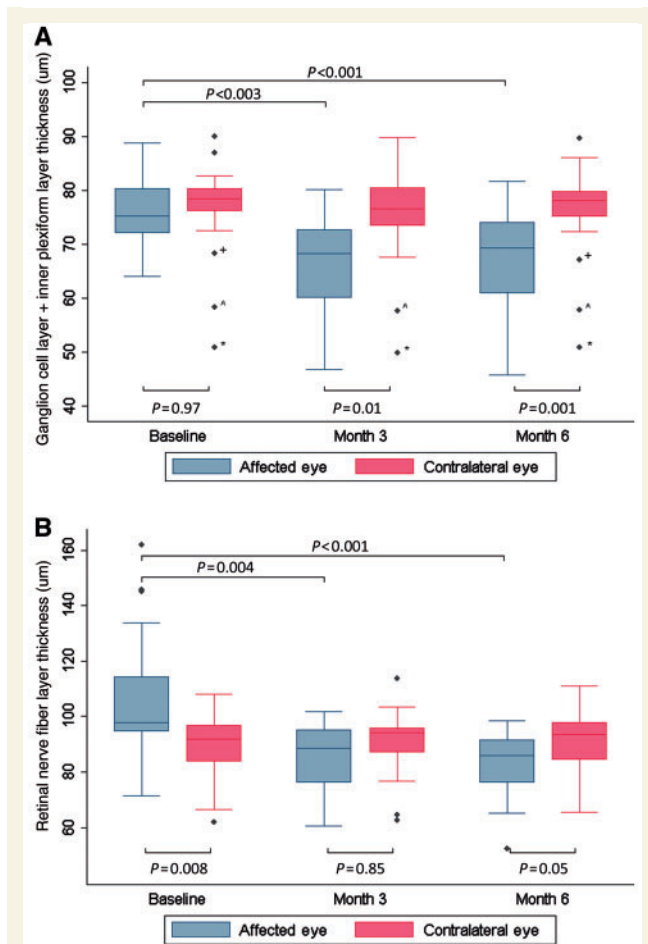 A
Ganglion cell layer + inner plexiform layer thickness (um)
100
90
80
70
60
50
40
P<0.001
P<0.003
+
^
*
^
*
+
^
*
P=0.97
P=0.01
P=0.001
Baseline
Month 3
Month 6
Affected eye
Contralateral eye
B
Retinal nerve fiber layer thickness (um)
160
140
120
100
80
60
P<0.001
P=0.004
P=0.008
P=0.85
P=0.05
Baseline
Month 3
Month 6
Affected eye
Contralateral eye